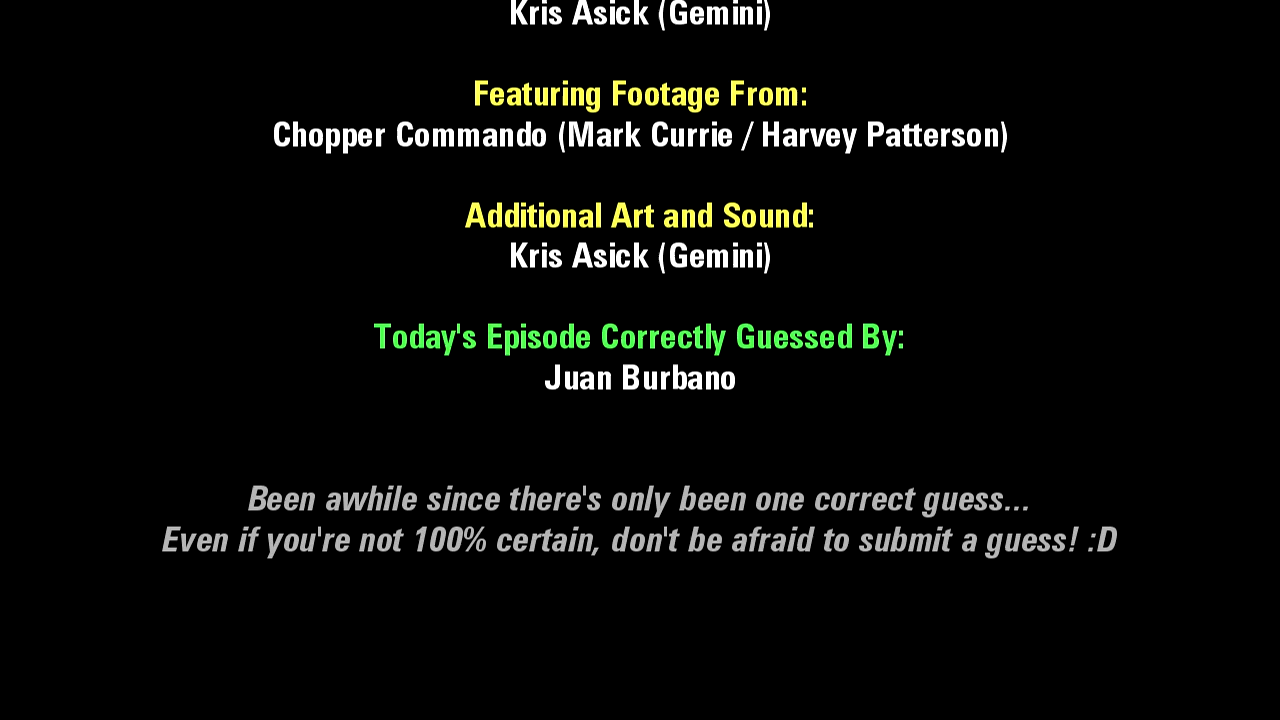 Kris Asick (Gemini)
Featuring Footage From:
Chopper Commando (Mark Currie / Harvey Patterson)
Additional Art and Sound:
Kris Asick (Gemini)
Today's Episode Correctly Guessed By:
Juan Burbano
Been awhile since there's only been one correct guess...
Even if you're not 100% certain, don't be afraid to submit a guess! :D